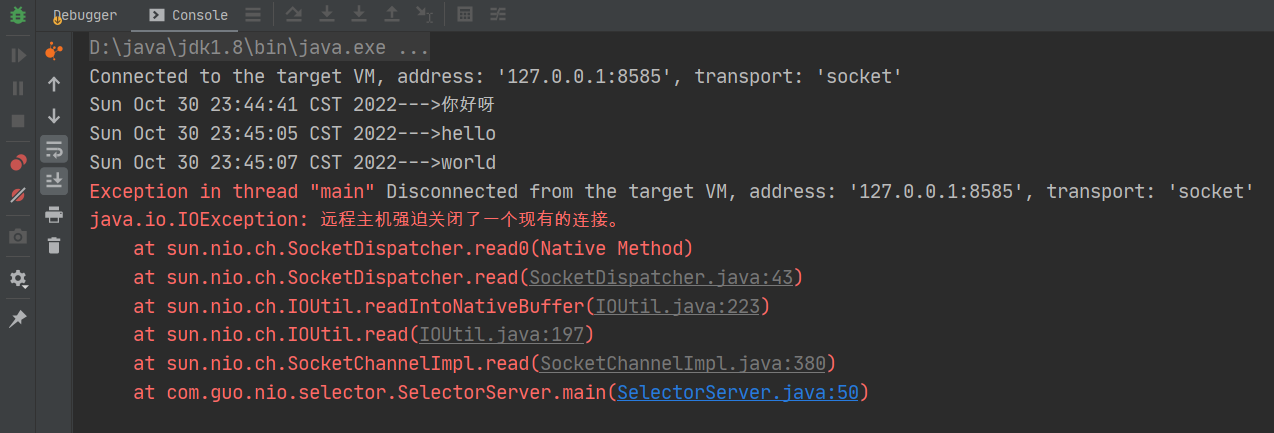 Debugger
Console
D:\java\jdk1.8\bin\java.exe ...
Connected to the target VM, address: '127.0.0.1:8585', transport: 'socket'
Sun Oct 30 23:44:41 CST 2022--->你好呀
Sun Oct 30 23:45:05 CST 2022--->hello
Sun Oct 30 23:45:07 CST 2022--->world
Exception in thread "main" Disconnected from the target VM, address: '127.0.0.1:8585', transport: 'socket'
java.io.IOException: 远程主机强迫关闭了一个现有的连接。
    at sun.nio.ch.SocketDispatcher.read0(Native Method)
    at sun.nio.ch.SocketDispatcher.read(SocketDispatcher.java:43)
    at sun.nio.ch.IOUtil.readIntoNativeBuffer(IOUtil.java:223)
    at sun.nio.ch.IOUtil.read(IOUtil.java:197)
    at sun.nio.ch.SocketChannelImpl.read(SocketChannelImpl.java:380)
    at com.guo.nio.selector.SelectorServer.main(SelectorServer.java:50)